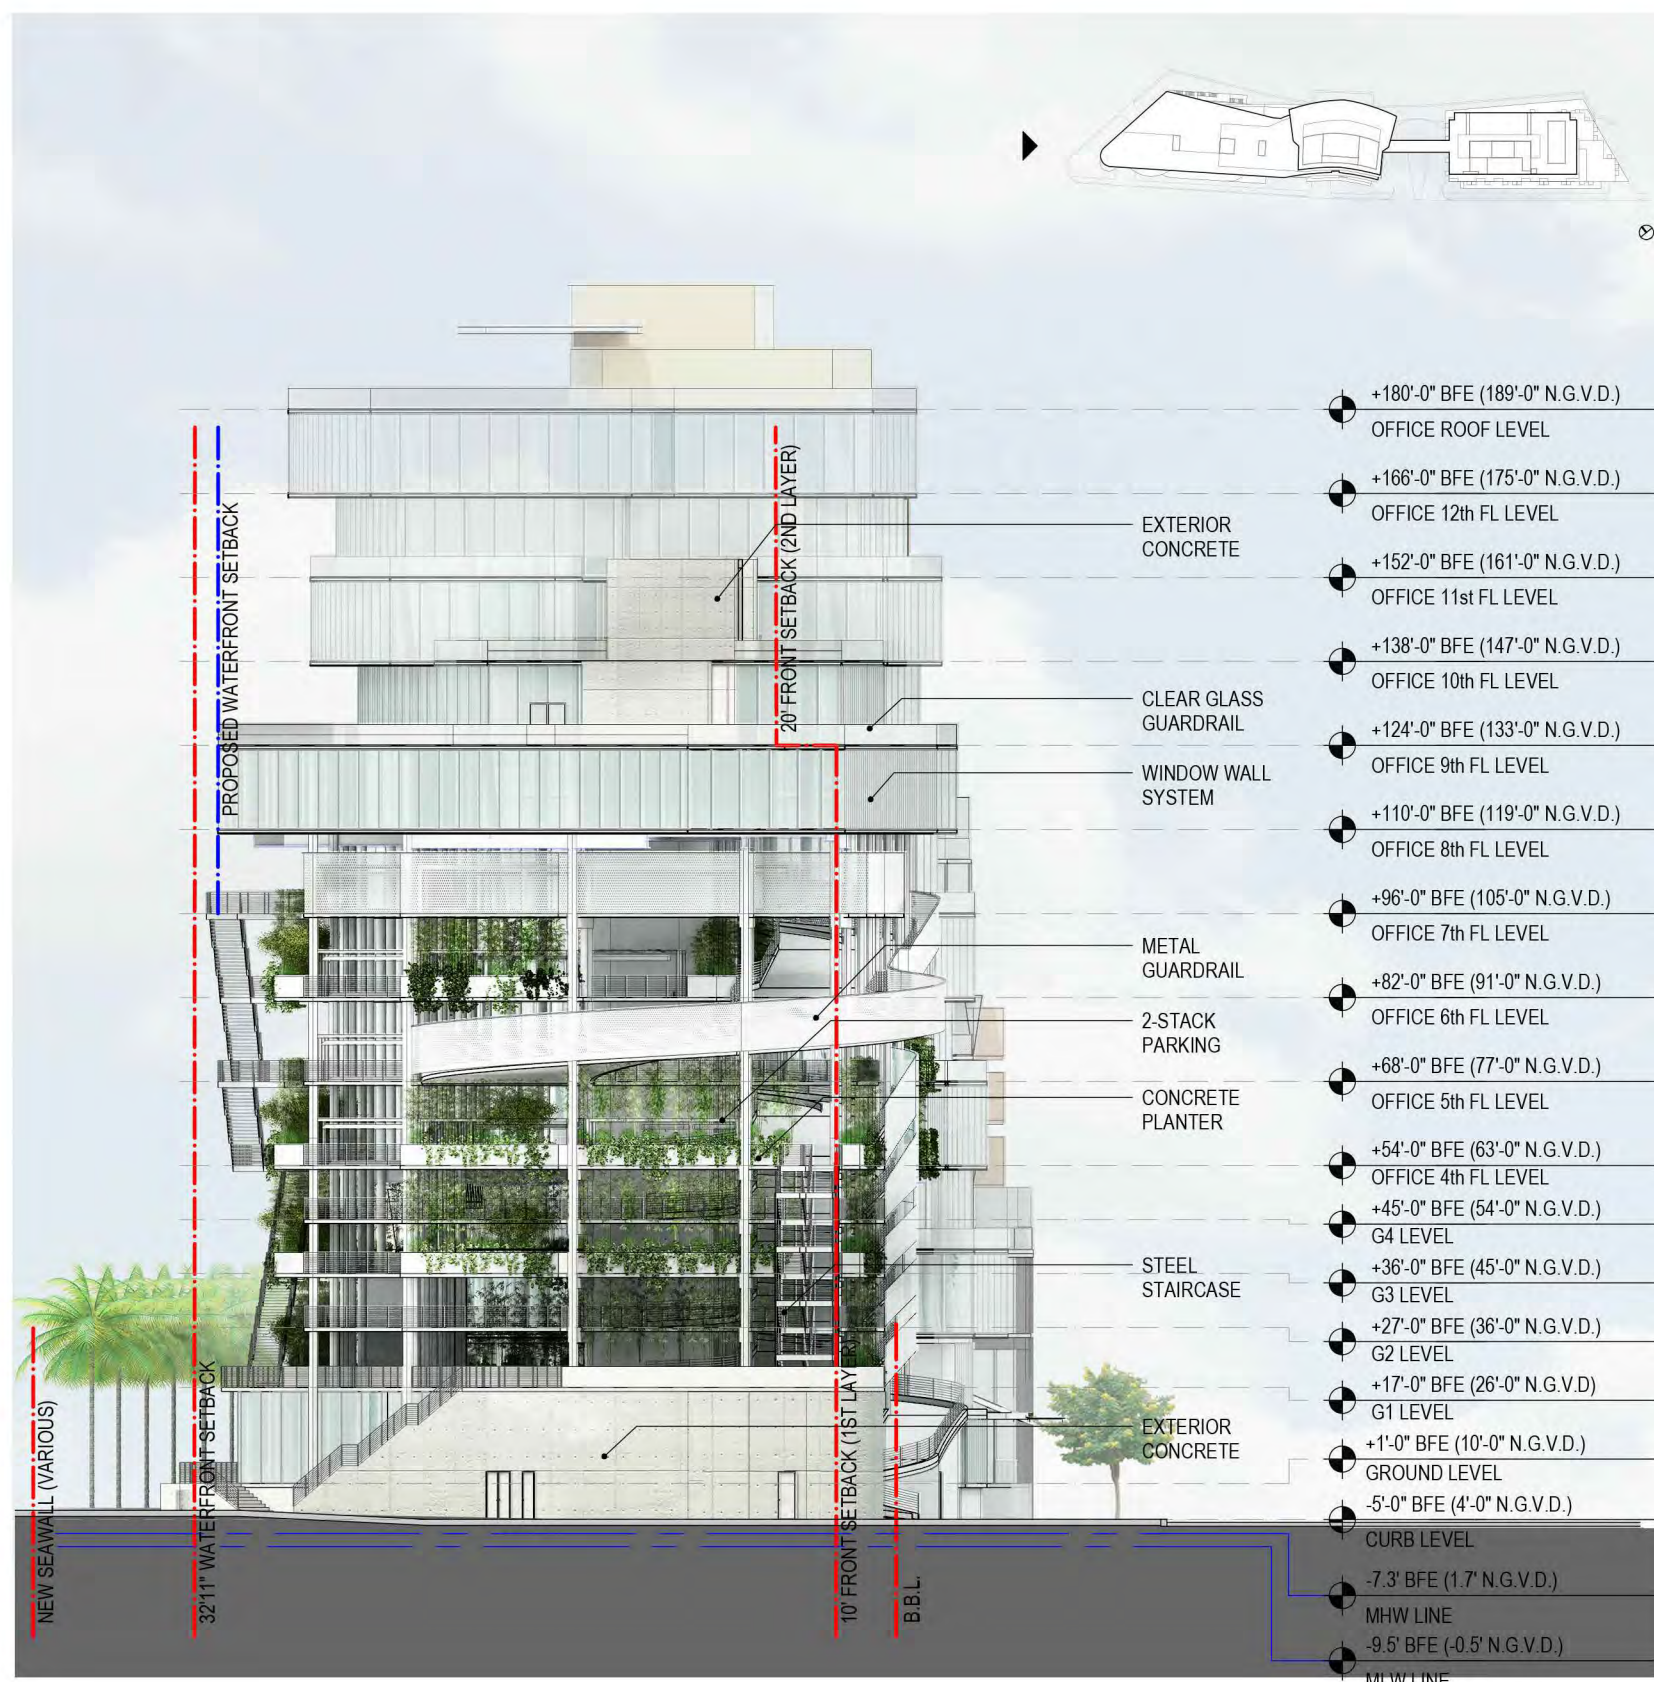 +180'-0" BFE (189'-0" N.G.V.D.)
OFFICE ROOF LEVEL
+166'-0" BFE (175'-0" N.G.V.D.)
OFFICE 12th FL LEVEL
+152'-0" BFE (161'-0" N.G.V.D.)
OFFICE 11st FL LEVEL
+138'-0" BFE (147'-0" N.G.V.D.)
OFFICE 10th FL LEVEL
+124'-0" BFE (133'-0" N.G.V.D.)
OFFICE 9th FL LEVEL
+110'-0" BFE (119'-0" N.G.V.D.)
OFFICE 8th FL LEVEL
+96'-0" BFE (105'-0" N.G.V.D.)
OFFICE 7th FL LEVEL
+82'-0" BFE (91'-0" N.G.V.D.)
OFFICE 6th FL LEVEL
+68'-0" BFE (77'-0" N.G.V.D.)
OFFICE 5th FL LEVEL
+54'-0" BFE (63'-0" N.G.V.D.)
OFFICE 4th FL LEVEL
+45'-0" BFE (54'-0" N.G.V.D.)
G4 LEVEL
+36'-0" BFE (45'-0" N.G.V.D.)
G3 LEVEL
+27'-0" BFE (36'-0" N.G.V.D.)
G2 LEVEL
+17'-0" BFE (26'-0" N.G.V.D)
G1 LEVEL
+1'-0" BFE (10'-0" N.G.V.D.)
GROUND LEVEL
-5'-0" BFE (4'-0" N.G.V.D.)
CURB LEVEL
-7.3' BFE (1.7' N.G.V.D.)
MHW LINE
-9.5' BFE (-0.5' N.G.V.D.)
MLW LINE
EXTERIOR
CONCRETE
CLEAR GLASS
GUARDRAIL
WINDOW WALL
SYSTEM
METAL
GUARDRAIL
2-STACK
PARKING
CONCRETE
PLANTER
STEEL
STAIRCASE
EXTERIOR
CONCRETE
NEW SEAWALL (VARIOUS)
32'11" WATERFRONT SETBACK
PROPOSED WATERFRONT SETBACK
20' FRONT SETBACK (2ND LAYER)
10' FRONT SETBACK (1ST LAYER)
B.B.L.